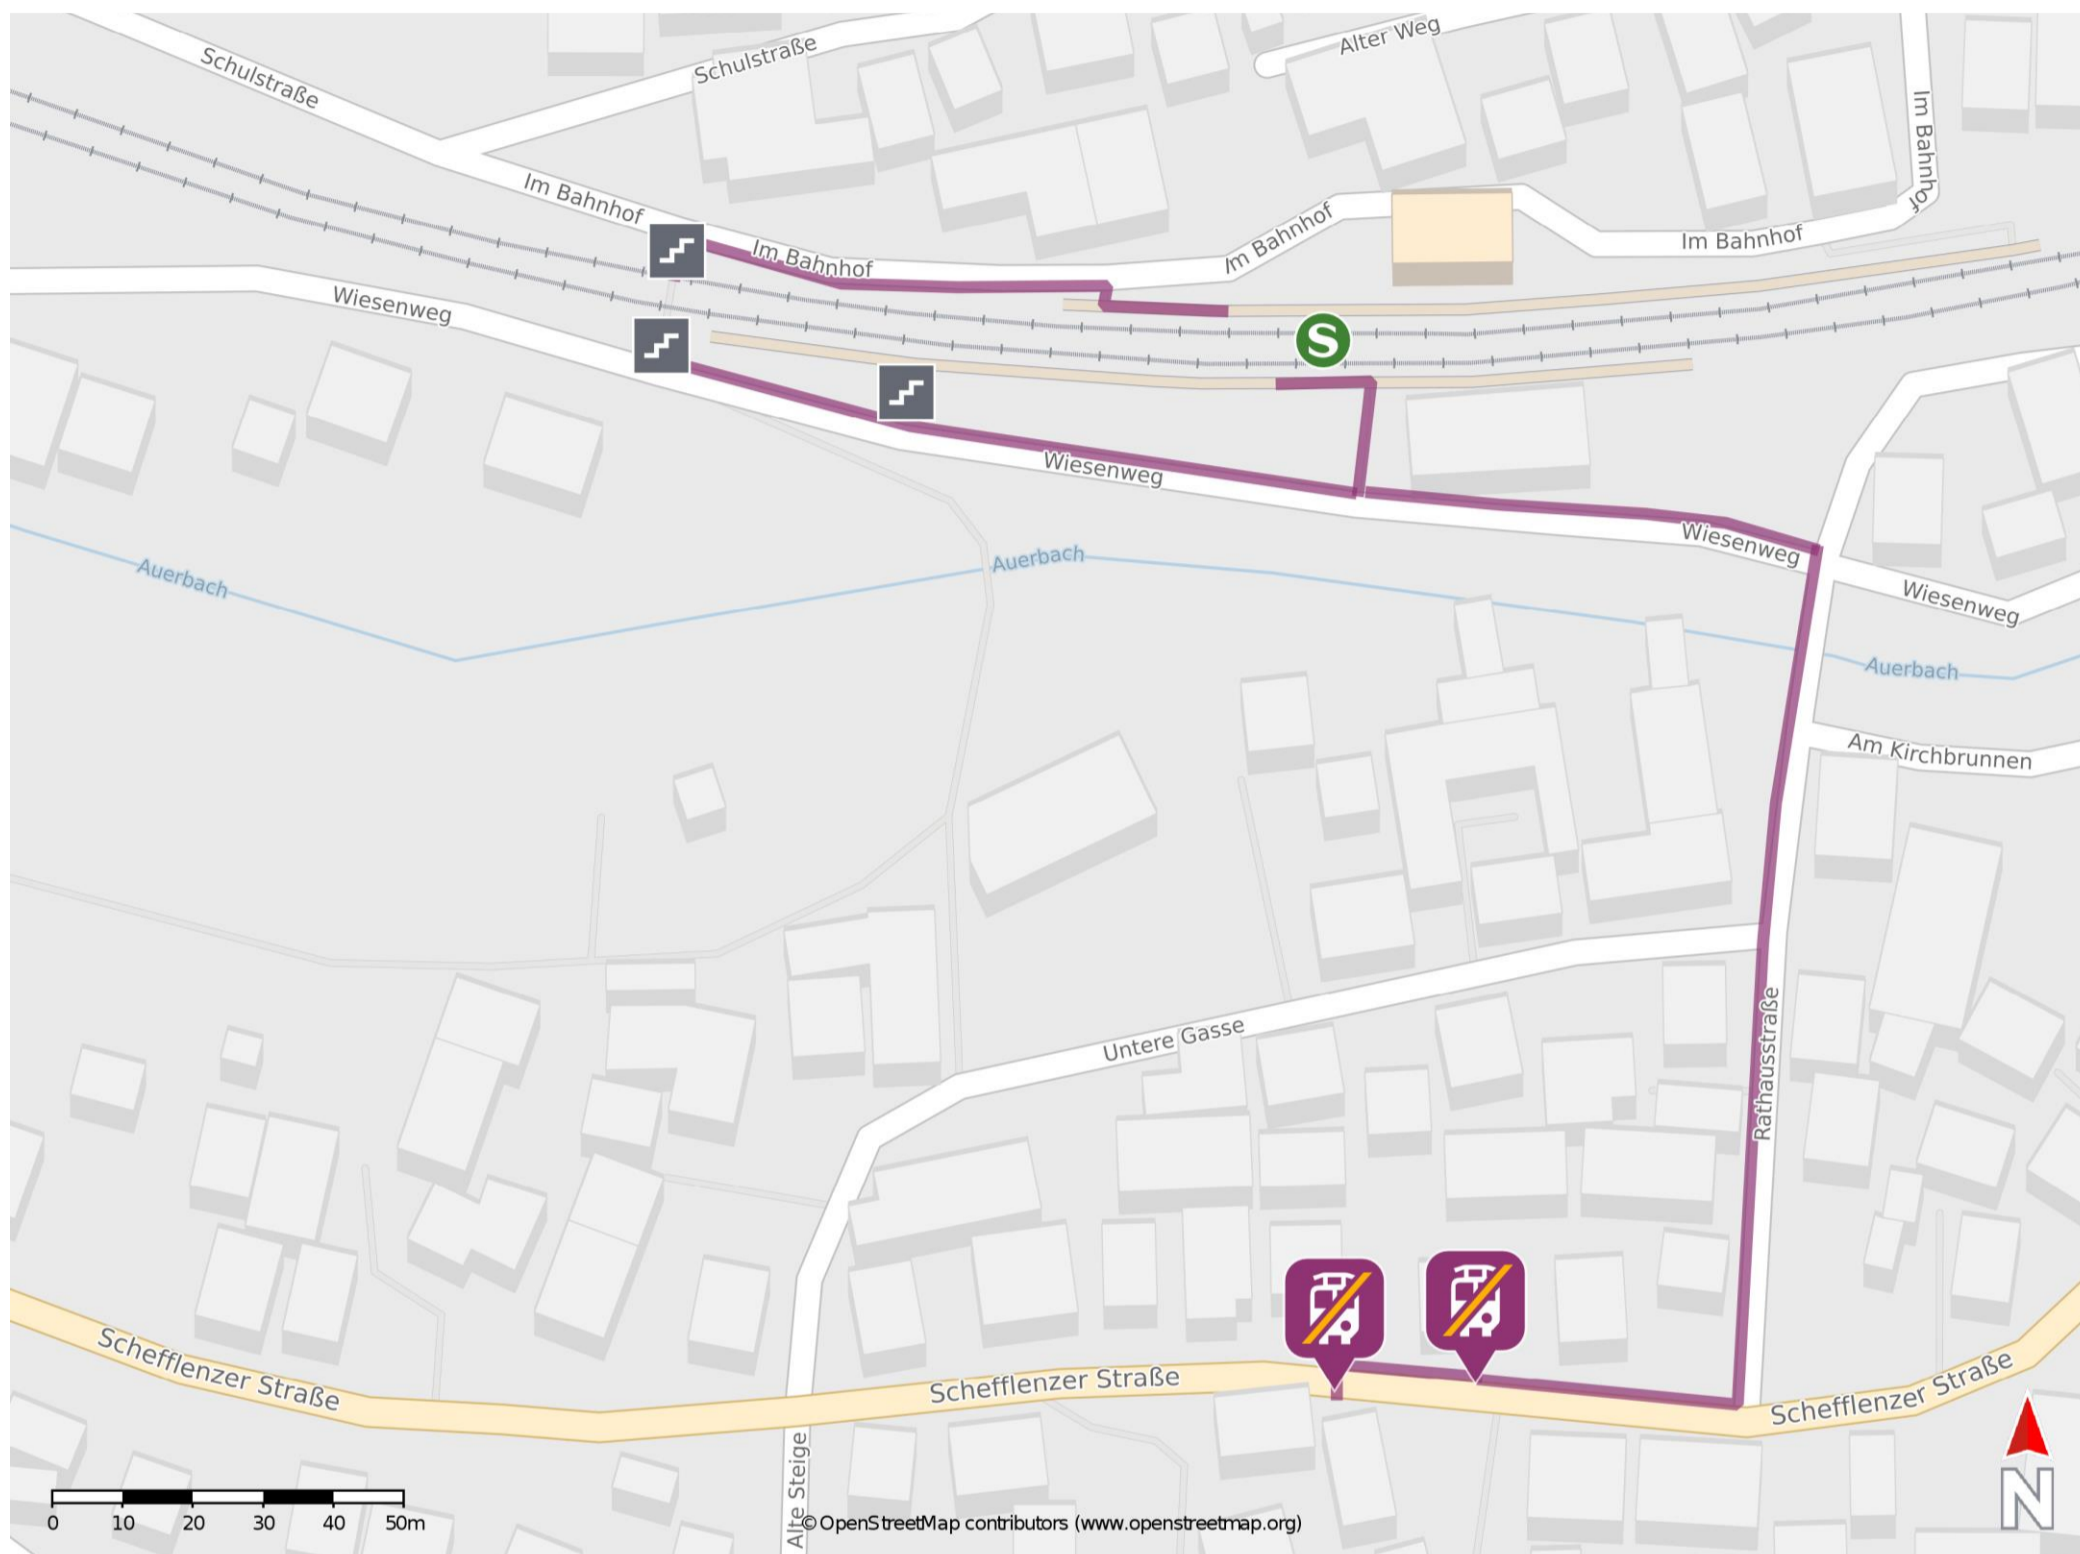 Alter Weg
Schulstraße
Schulstraße
Im Bahnhof
Im Bahnhof
Im Bahnhof
Im Bahnhof
Im Bahnhof
Wiesenweg
S
Wiesenweg
Wiesenweg
Wiesenweg
Auerbach
Auerbach
Auerbach
Am Kirchbrunnen
Untere Gasse
Rathausstraße
Schefflenzer Straße
Schefflenzer Straße
Schefflenzer Straße
Alte Steige
N
0 10 20 30 40 50m
© OpenStreetMap contributors (www.openstreetmap.org)